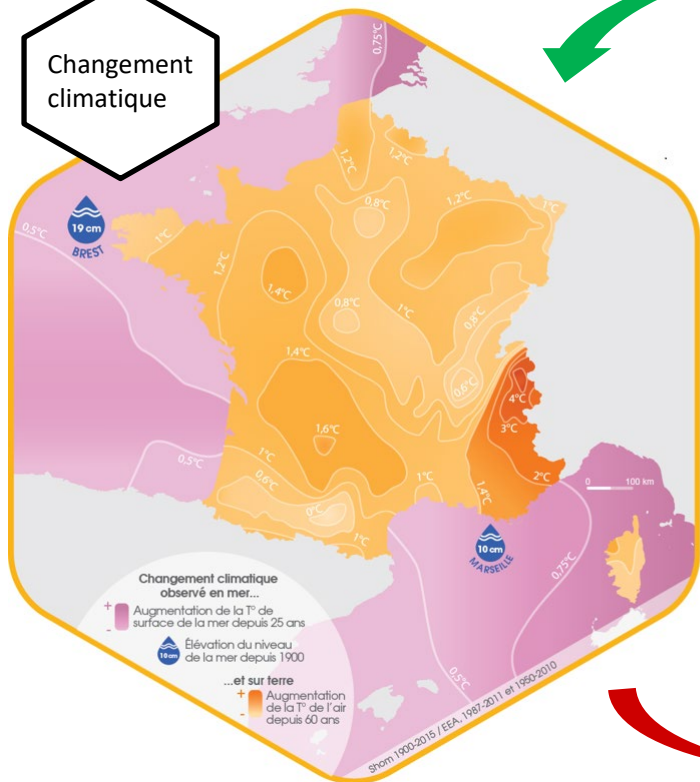 Changement
climatique
0,75°C
1,2°C
1,2°C
0,8°C
1,2°C
1°C
19 cm
BREST
0,5°C
1°C
1,2°C
1,4°C
0,8°C
1°C
0,8°C
1,4°C
0,6°C
4°C
3°C
1,6°C
2°C
0,5°C
1°C
0,6°C
0°C
1°C
1°C
1,4°C
0 100 km
10 cm
MARSEILLE
0,75°C
0,5°C
Changement climatique
observé en mer...
+
-
Augmentation de la T° de
surface de la mer depuis 25 ans
10 cm
Élévation du niveau
de la mer depuis 1900
...et sur terre
+
-
Augmentation
de la T° de l'air
depuis 60 ans
Shom 1900-2015 / EEA, 1987-2011 et 1950-2010